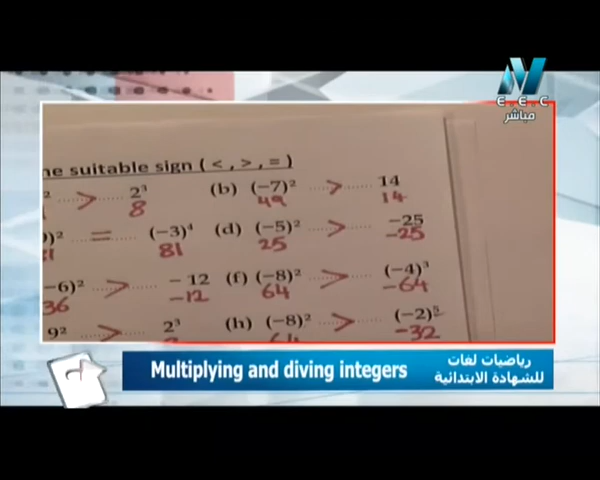 E.E.C
مباشر
he suitable sign ( < , > , = )
² > 2³ (b) (−7)² > 14
8 49 14
)² = (−3)⁴ (d) (−5)² > −25
81 81 25 −25
−6)² > − 12 (f) (−8)² > (−4)³
36 −12 64 −64
9² > 2³ (h) (−8)² > (−2)⁵
−32
Multiplying and diving integers
رياضيات لغات
للشهادة الابتدائية